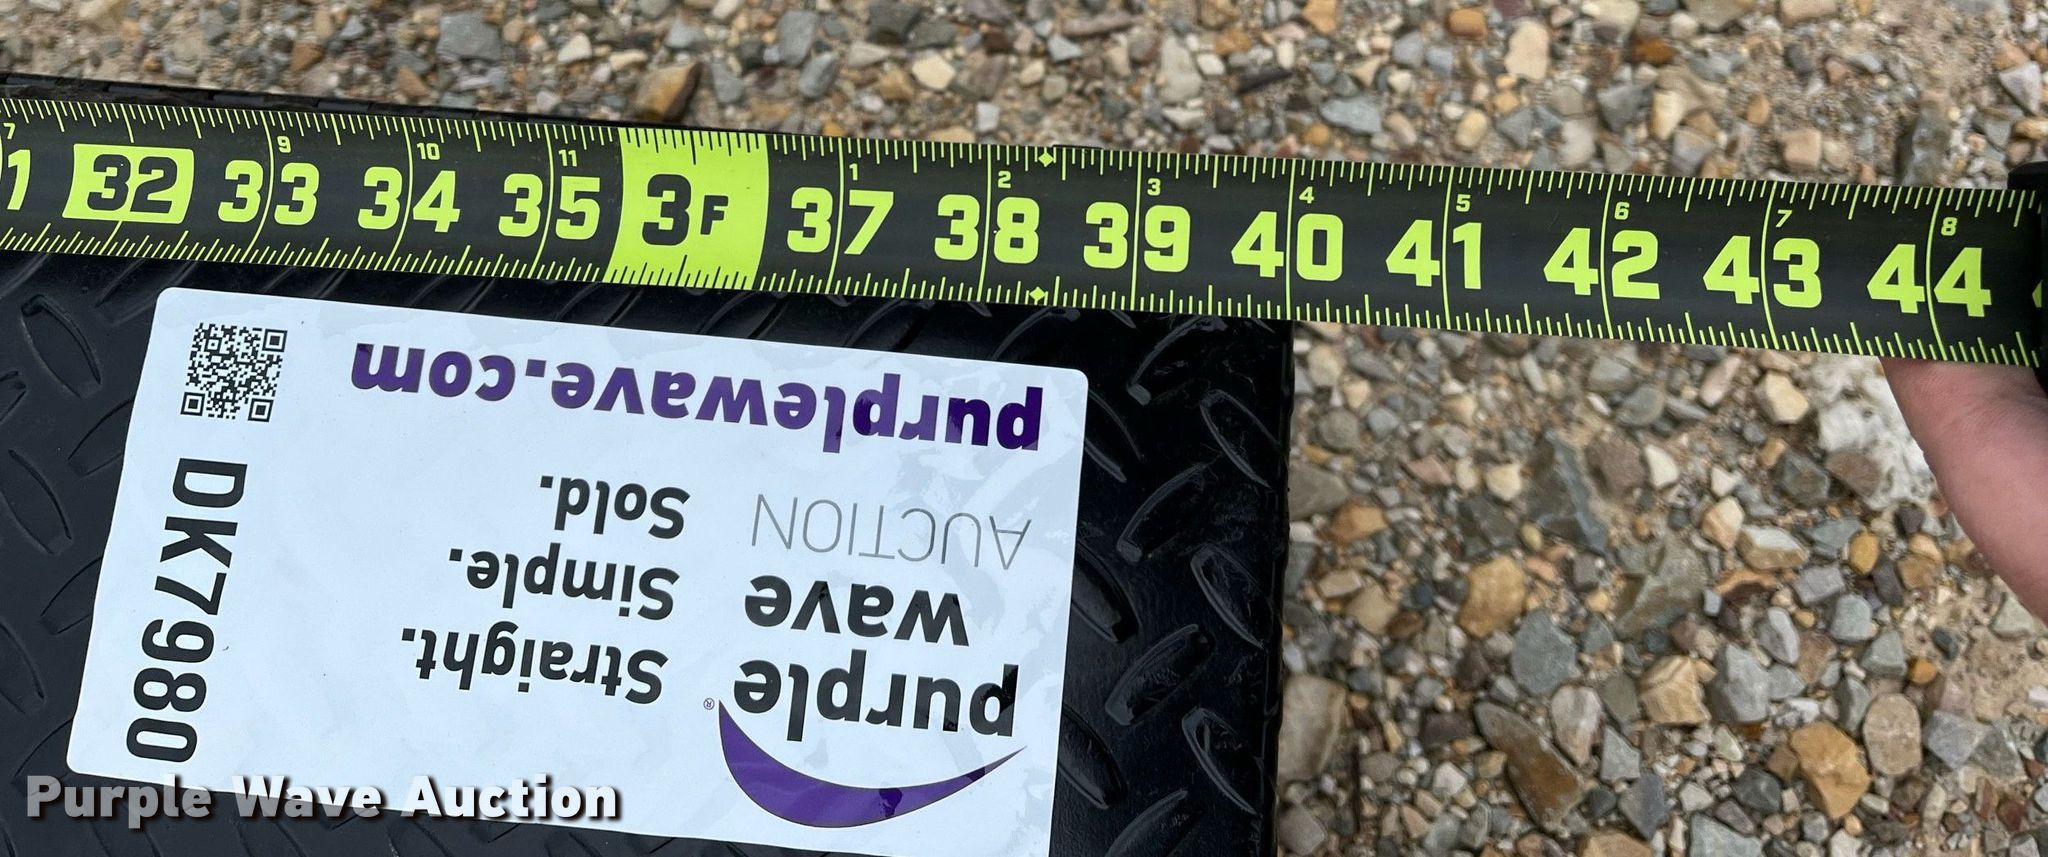 7 9 10 11 1 2 3 4 5 6 7 8
1 32 33 34 35 3F 37 38 39 40 41 42 43 44
purplewave.com
DK7980
purple
wave
AUCTION
®
Straight.
Simple.
Sold.
Purple Wave Auction